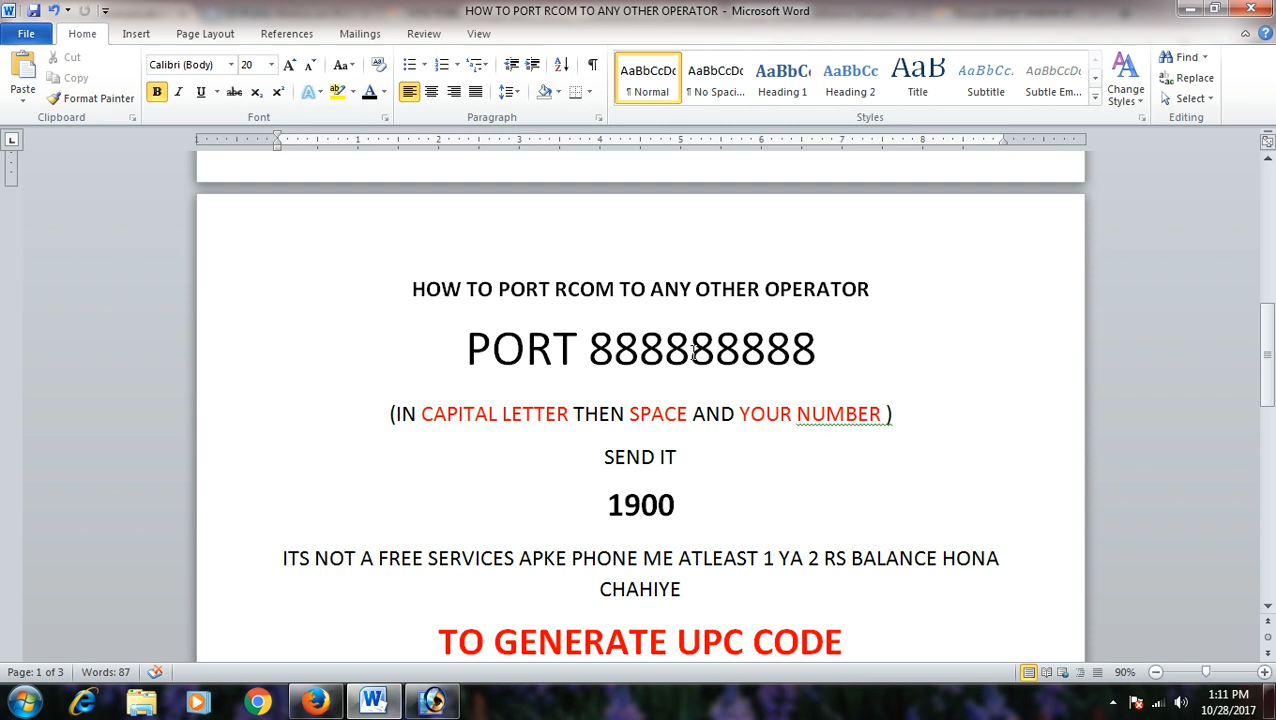 HOW TO PORT RCOM TO ANY OTHER OPERATOR - Microsoft Word
File Home Insert Page Layout References Mailings Review View
Paste
Cut
Copy
Format Painter
Clipboard
Calibri (Body) 20
Font
Paragraph
AaBbCcDc AaBbCcDc AaBbC AaBbCc AaB AaBbCcL AaBbCcDc
¶ Normal ¶ No Spaci... Heading 1 Heading 2 Title Subtitle Subtle Em...
Change Styles
Styles
Find
Replace
Select
Editing
HOW TO PORT RCOM TO ANY OTHER OPERATOR
PORT 888888888
(IN CAPITAL LETTER THEN SPACE AND YOUR NUMBER )
SEND IT
1900
ITS NOT A FREE SERVICES APKE PHONE ME ATLEAST 1 YA 2 RS BALANCE HONA
CHAHIYE
TO GENERATE UPC CODE
Page: 1 of 3 Words: 87 90%
1:11 PM
10/28/2017